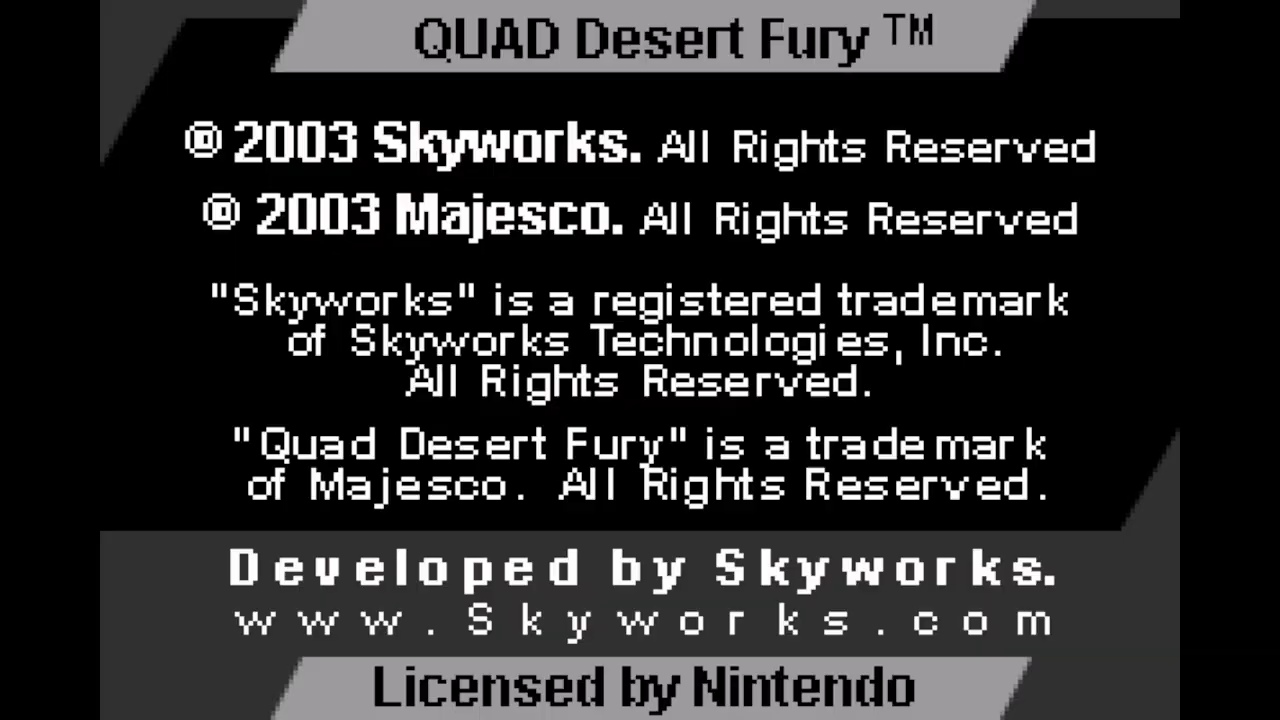 QUAD Desert Fury ™
© 2003 Skyworks. All Rights Reserved
© 2003 Majesco. All Rights Reserved
"Skyworks" is a registered trademark
of Skyworks Technologies, Inc.
All Rights Reserved.
"Quad Desert Fury" is a trademark
of Majesco. All Rights Reserved.
Developed by Skyworks.
www.Skyworks.com
Licensed by Nintendo